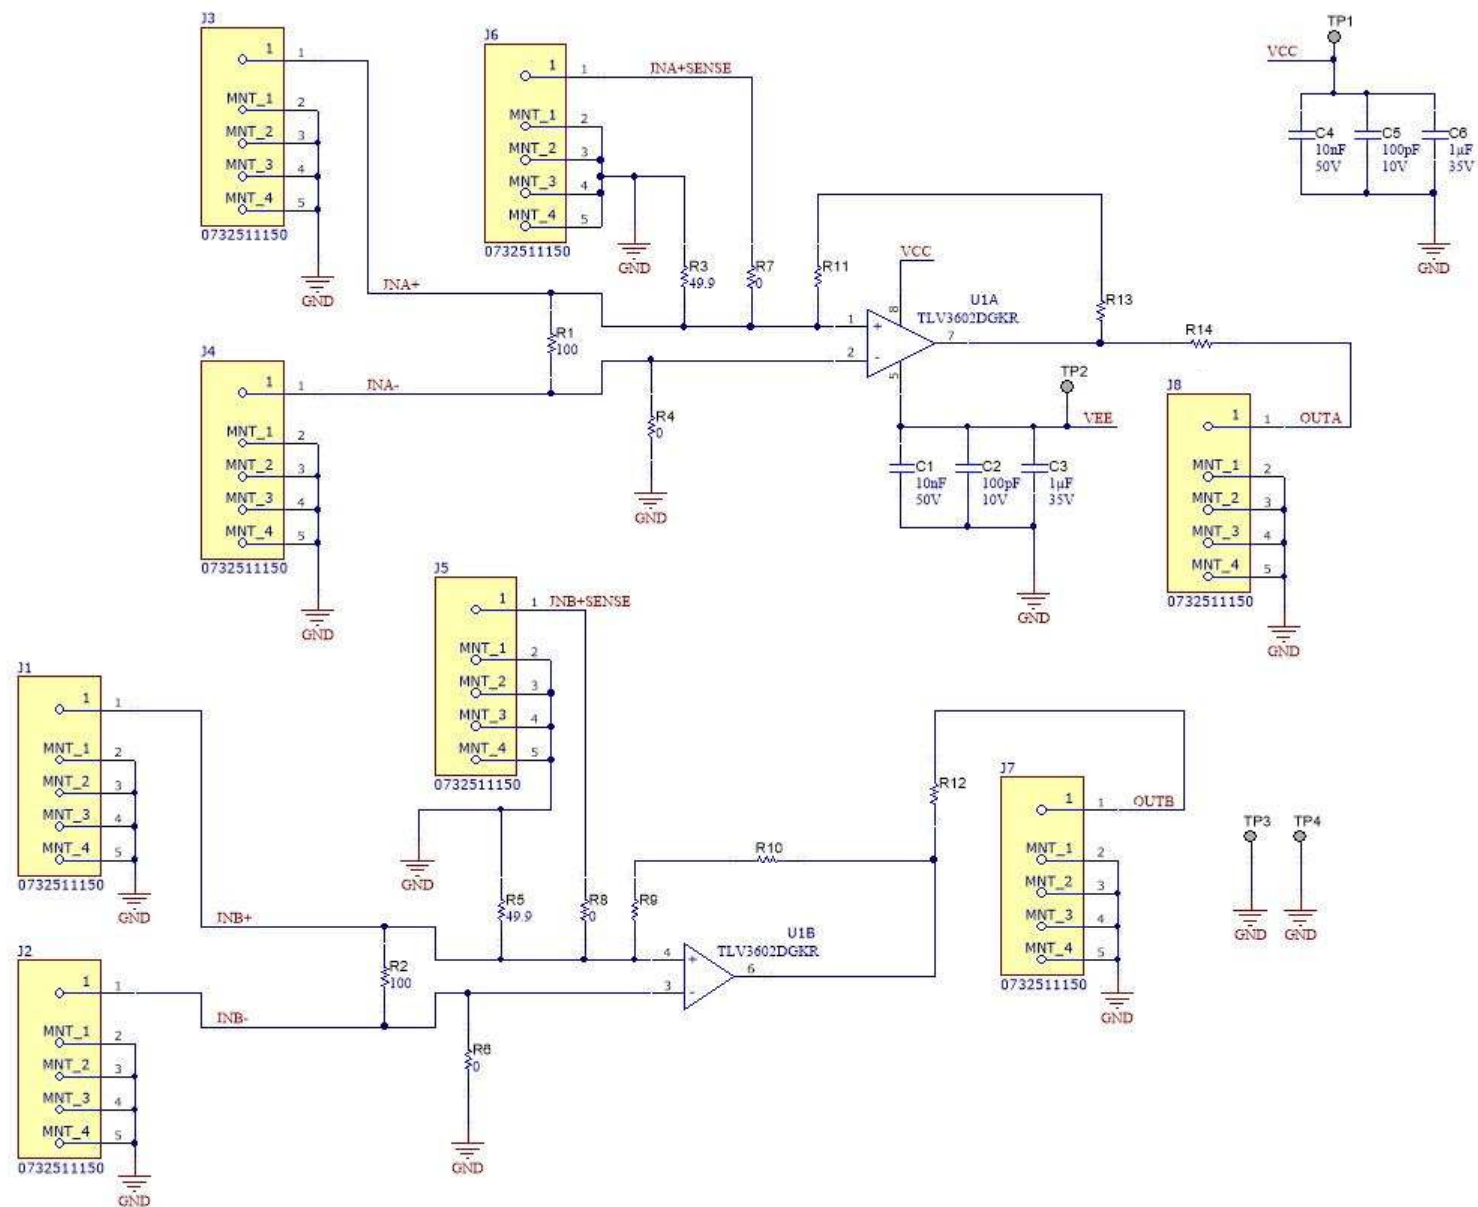 J3
1 1
MNT_1 2
MNT_2 3
MNT_3 4
MNT_4 5
0732511150
GND
J6
1 1
JNA+SENSE
MNT_1 2
MNT_2 3
MNT_3 4
MNT_4 5
0732511150
GND
TP1
VCC
C4
10nF
50V
C5
100pF
10V
C6
1µF
35V
GND
JNA+
R3
49.9
R7
0
R11
VCC
8
U1A
TLV3602DGKR
1 +
2 -
7
5
R13
R14
R1
100
J4
1 1
JNA-
MNT_1 2
MNT_2 3
MNT_3 4
MNT_4 5
0732511150
GND
R4
0
GND
TP2
VEE
C1
10nF
50V
C2
100pF
10V
C3
1µF
35V
GND
J8
1 1
OUTA
MNT_1 2
MNT_2 3
MNT_3 4
MNT_4 5
0732511150
GND
J5
1 1
JNB+SENSE
MNT_1 2
MNT_2 3
MNT_3 4
MNT_4 5
0732511150
GND
J1
1 1
MNT_1 2
MNT_2 3
MNT_3 4
MNT_4 5
0732511150
GND
R12
J7
1 1
OUTB
MNT_1 2
MNT_2 3
MNT_3 4
MNT_4 5
0732511150
GND
TP3
GND
TP4
GND
R10
R5
49.9
R8
0
R9
JNB+
U1B
TLV3602DGKR
4 +
3 -
6
R2
100
J2
1 1
INB-
MNT_1 2
MNT_2 3
MNT_3 4
MNT_4 5
0732511150
GND
R6
0
GND